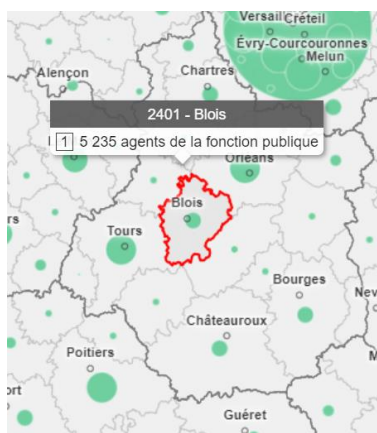 Versail
Créteil
Évry-Courcouronnes
Melun
Alençon
Chartres
2401 - Blois
1 5 235 agents de la fonction publique
Orléans
Blois
Tours
Bourges
Nev
Châteauroux
Poitiers
ort
Guéret